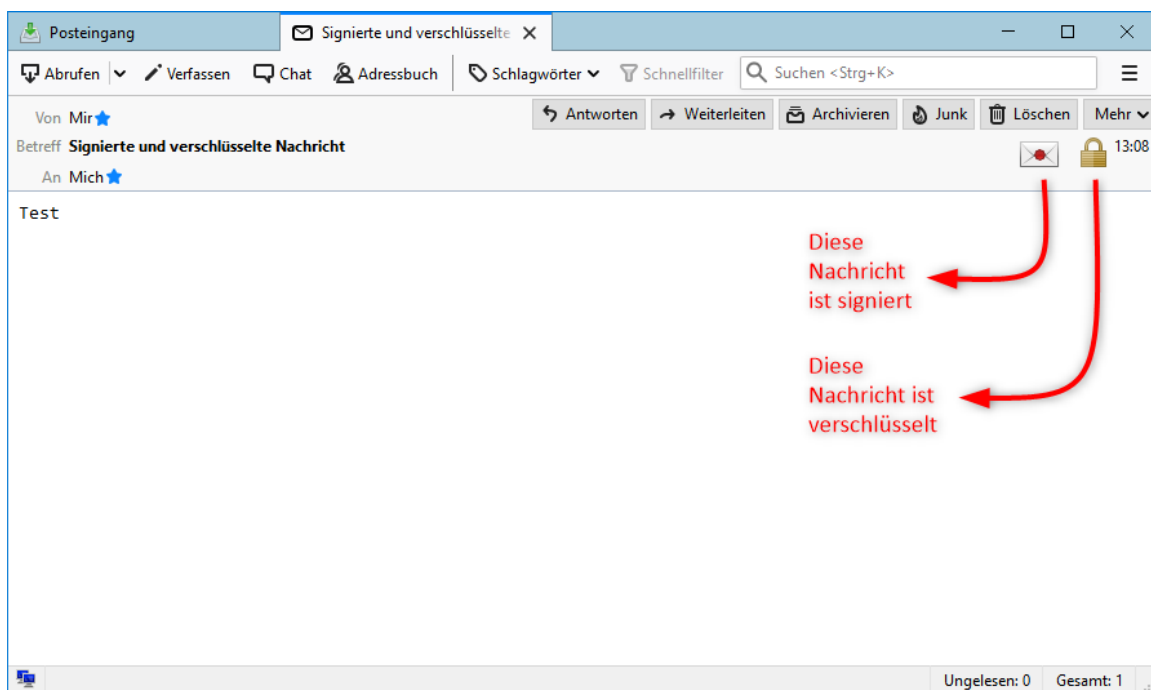 Posteingang
Signierte und verschlüsselte
Abrufen
Verfassen
Chat
Adressbuch
Schlagwörter
Schnellfilter
Suchen <Strg+K>
Von Mir
Antworten
Weiterleiten
Archivieren
Junk
Löschen
Mehr
Betreff Signierte und verschlüsselte Nachricht
13:08
An Mich
Test
Diese
Nachricht
ist signiert
Diese
Nachricht ist
verschlüsselt
Ungelesen: 0
Gesamt: 1